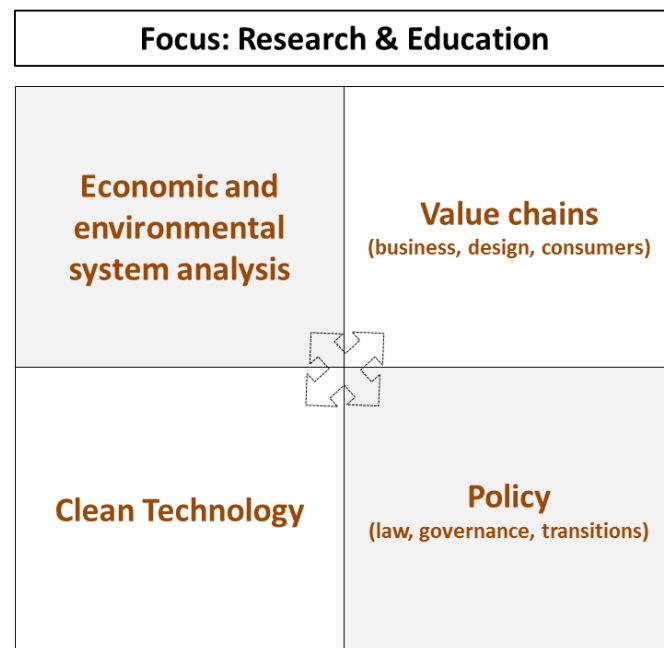 Focus: Research & Education
Economic and
environmental
system analysis
Value chains
(business, design, consumers)
Clean Technology
Policy
(law, governance, transitions)